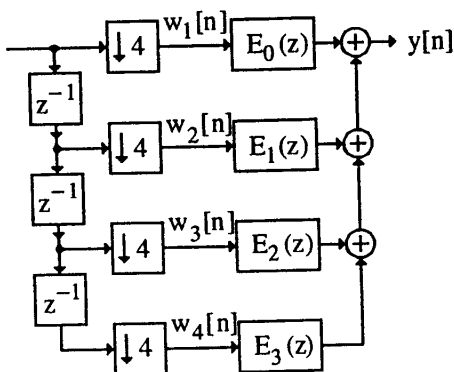 ↓4 w₁[n] E₀(z) + y[n]
z⁻¹
↓4 w₂[n] E₁(z) +
z⁻¹
↓4 w₃[n] E₂(z) +
z⁻¹
↓4 w₄[n] E₃(z)